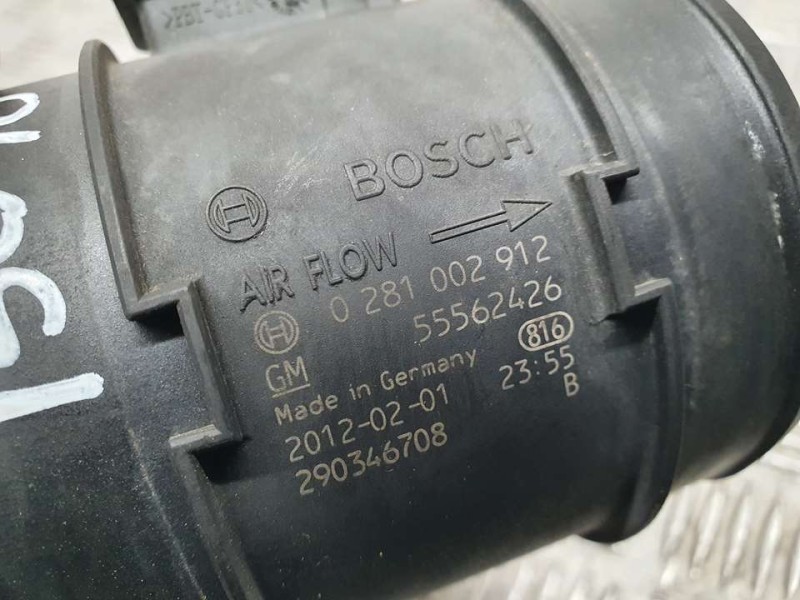 BOSCH
AIR FLOW
0 281 002 912
55562426
GM
816
Made in Germany
23:55
2012-02-01
B
290346708